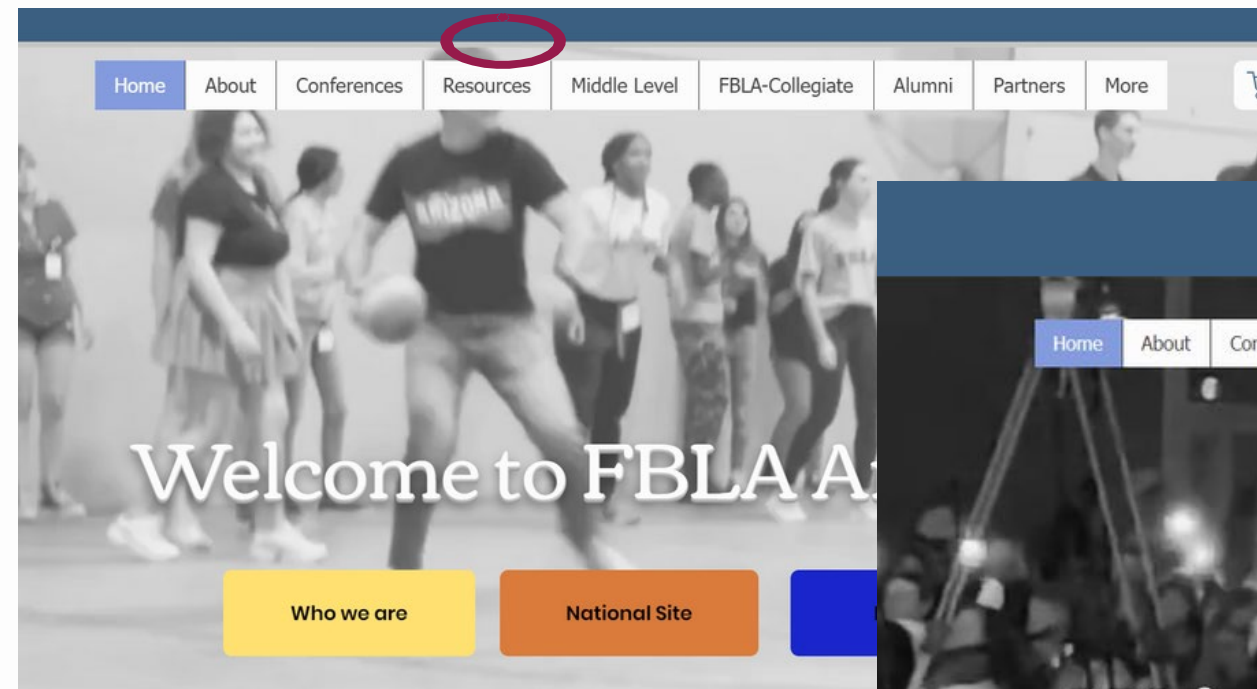 Home About Conferences Resources Middle Level FBLA-Collegiate Alumni Partners More
ARIZONA
Welcome to FBLA
Who we are
National Site
Home About